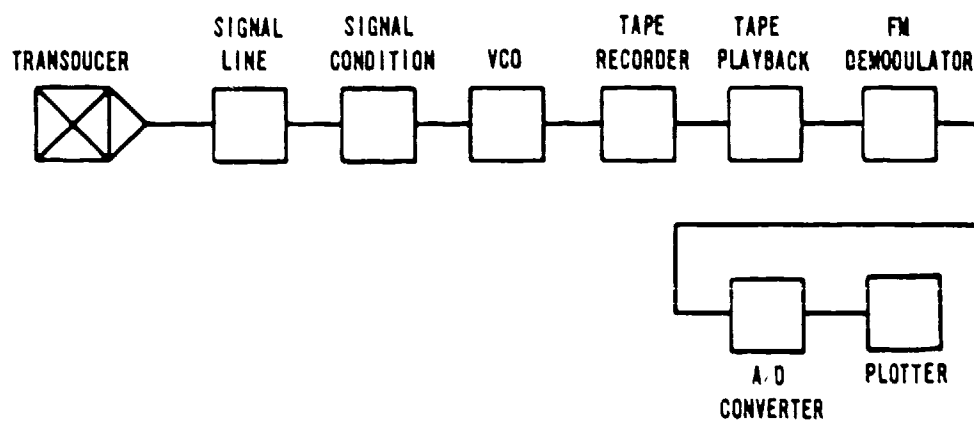 TRANSDUCER
SIGNAL
LINE
SIGNAL
CONDITION
VCO
TAPE
RECORDER
TAPE
PLAYBACK
FM
DEMODULATOR
A/D
CONVERTER
PLOTTER